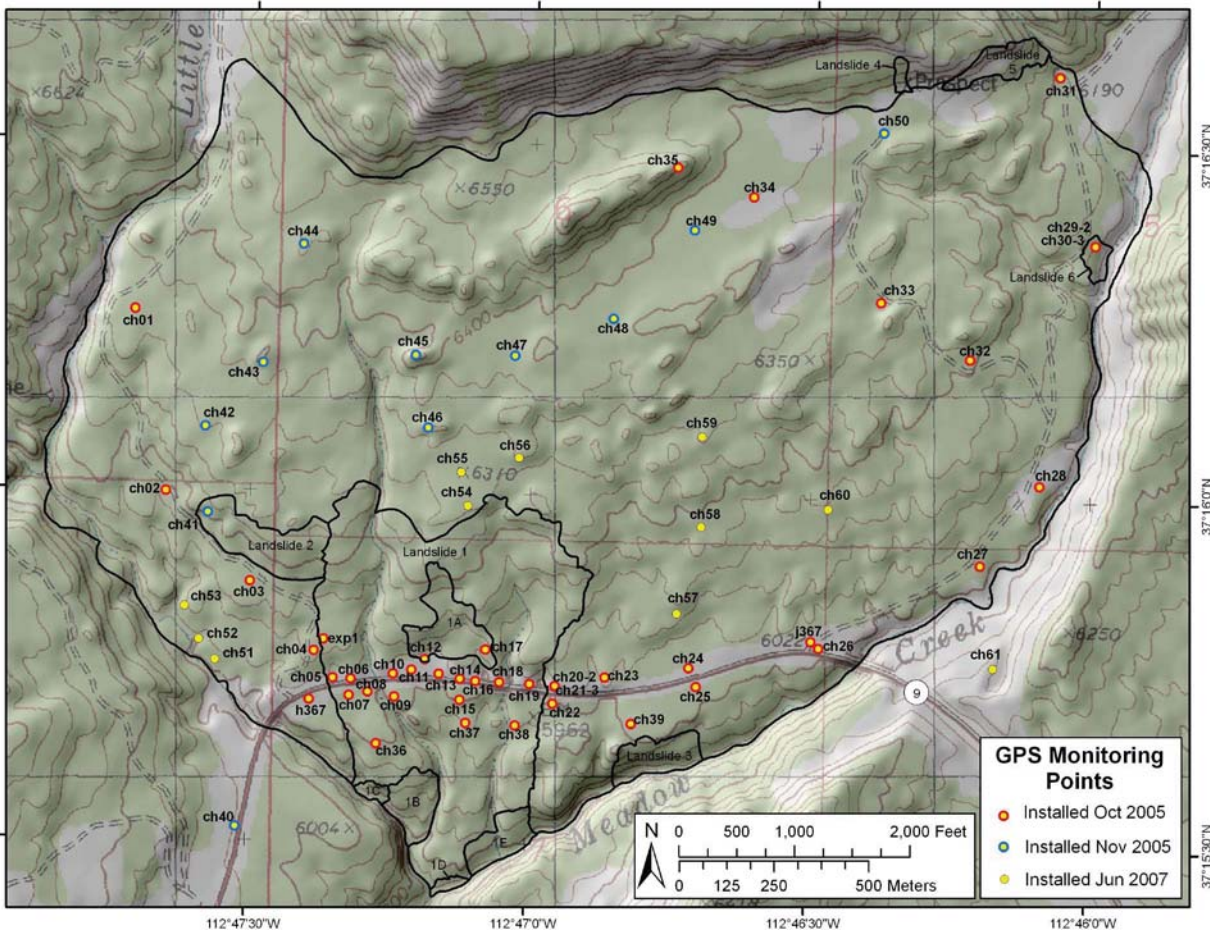 Little
×6624
Landslide 4
Landslide
5
Prospect
ch31
6190
ch50
37°16'30"N
ch35
×6550
ch34
6
5
ch44
ch49
ch29-2
ch30-3
Landslide 6
ch01
ch33
ch48
6400
ch45
ch47
ch43
6350×
ch32
ch42
ch46
ch59
ch56
ch55
×6310
ch02
ch54
ch28
ch60
37°16'0"N
ch41
ch58
Landslide 2
Landslide 1
ch27
ch03
ch53
ch57
1A
ch52
exp1
j367
6022
Creek
×6250
ch04
ch12
ch17
ch26
ch51
ch61
ch10
ch14
ch18
ch24
ch05
ch06
ch11
ch20-2
ch23
ch08
ch13
ch16
ch19
ch21-3
ch25
9
h367
ch07
ch09
ch15
ch22
ch37
ch38
5962
ch39
ch36
Landslide 3
1C
1B
Meadow
ch40
6004×
1E
1D
GPS Monitoring
Points
Installed Oct 2005
Installed Nov 2005
Installed Jun 2007
N
0 500 1,000 2,000 Feet
0 125 250 500 Meters
37°15'30"N
112°47'30"W
112°47'0"W
112°46'30"W
112°46'0"W